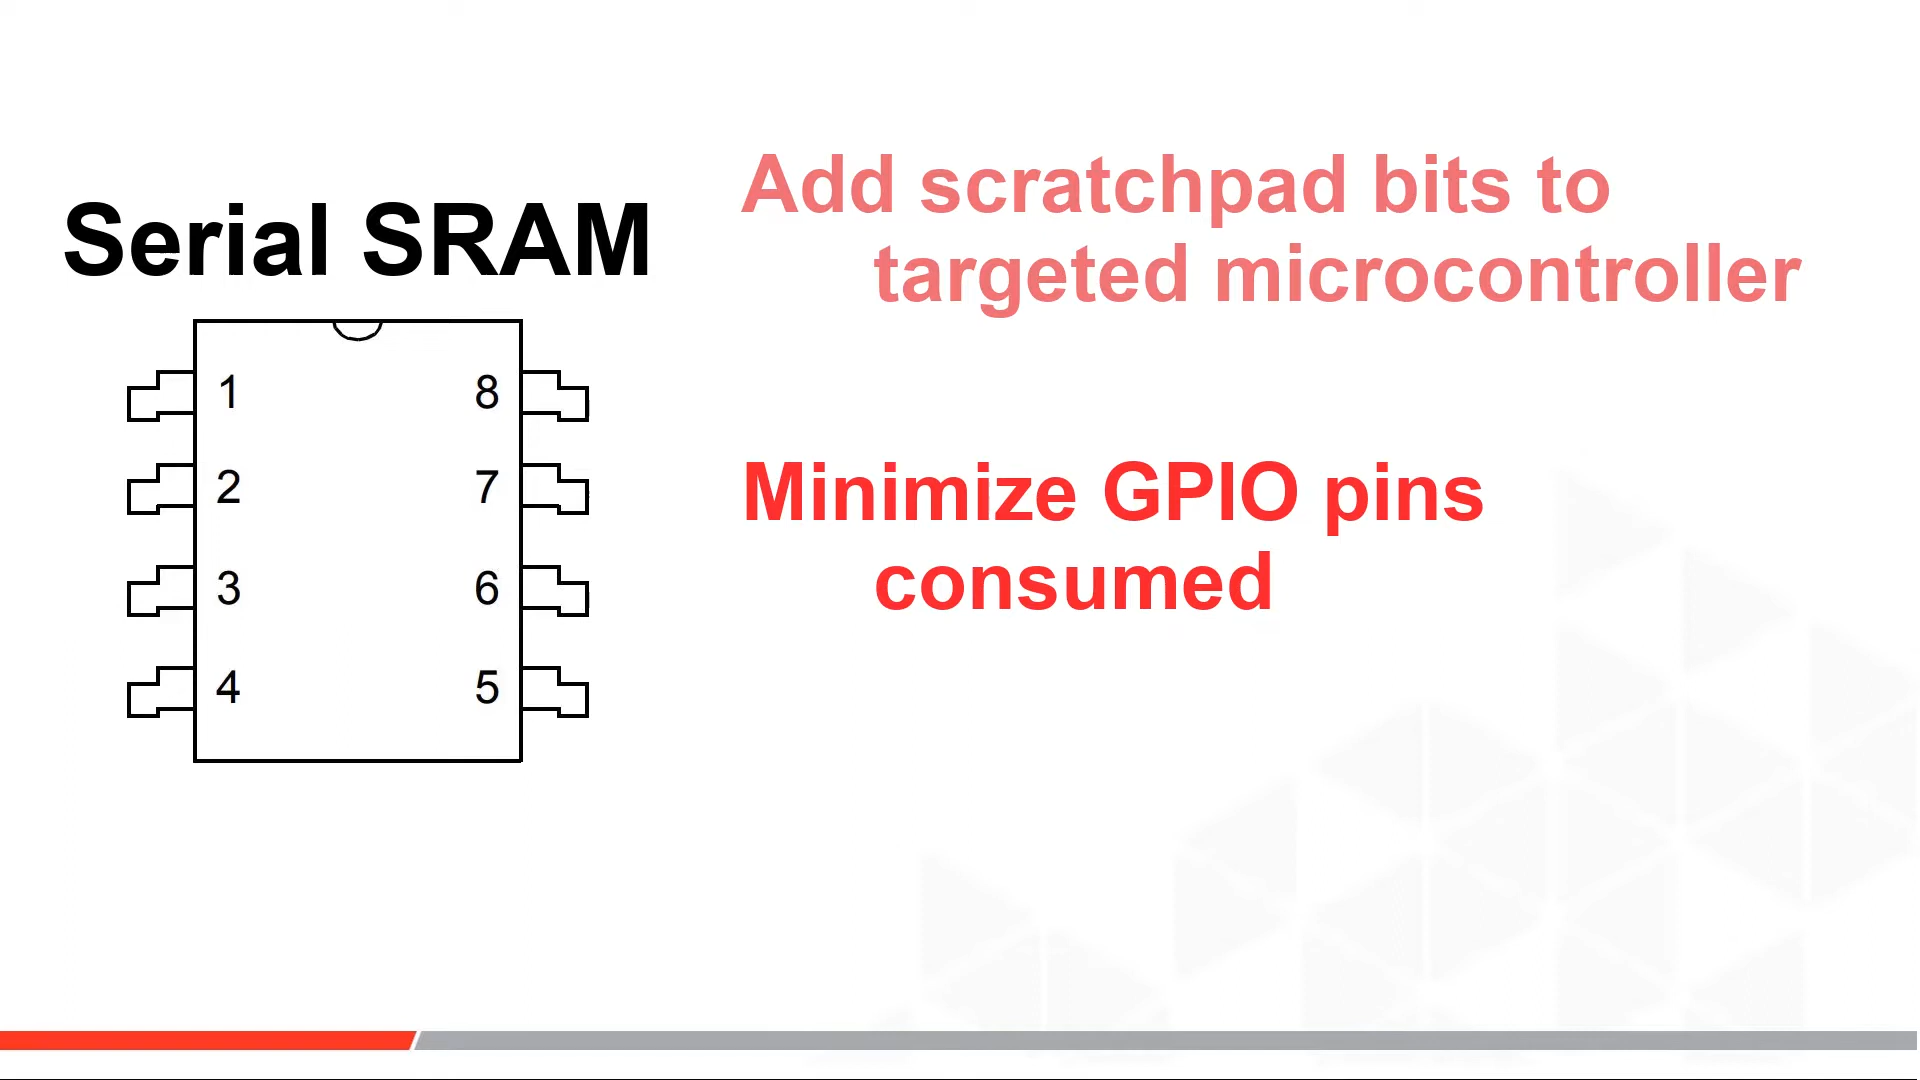 Serial SRAM
1
8
2
7
3
6
4
5
Add scratchpad bits to
targeted microcontroller
Minimize GPIO pins
consumed